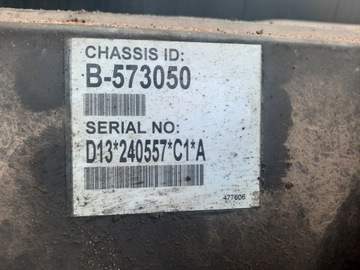 CHASSIS ID:
B-573050
SERIAL NO:
D13*240557*C1*A
477606